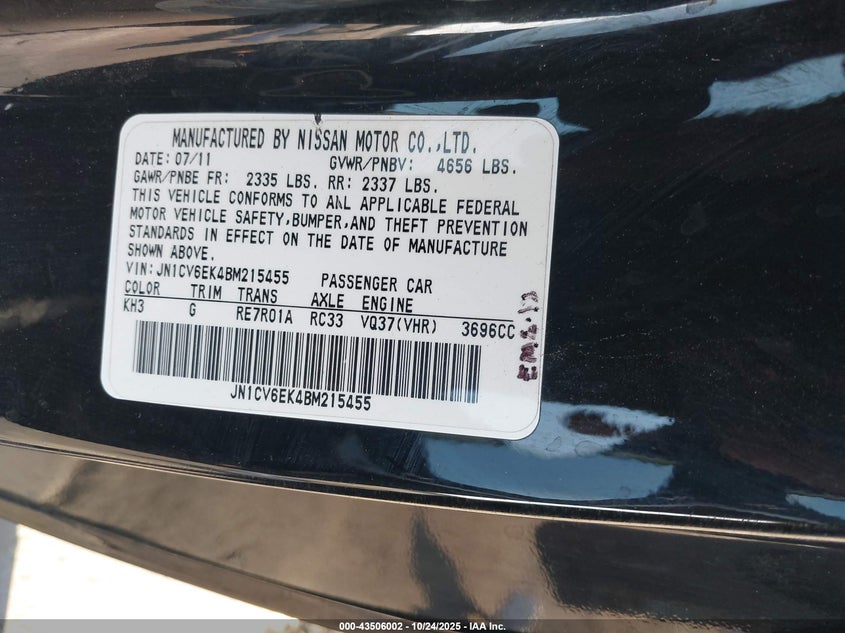 MANUFACTURED BY NISSAN MOTOR CO.,LTD.
DATE: 07/11 GVWR/PNBV: 4656 LBS.
GAWR/PNBE FR: 2335 LBS. RR: 2337 LBS.
THIS VEHICLE CONFORMS TO ALL APPLICABLE FEDERAL
MOTOR VEHICLE SAFETY,BUMPER,AND THEFT PREVENTION
STANDARDS IN EFFECT ON THE DATE OF MANUFACTURE
SHOWN ABOVE.
VIN:JN1CV6EK4BM215455 PASSENGER CAR
COLOR TRIM TRANS AXLE ENGINE
KH3 G RE7R01A RC33 VQ37(VHR) 3696CC
JN1CV6EK4BM215455
000-43506002 - 10/24/2025 - IAA Inc.